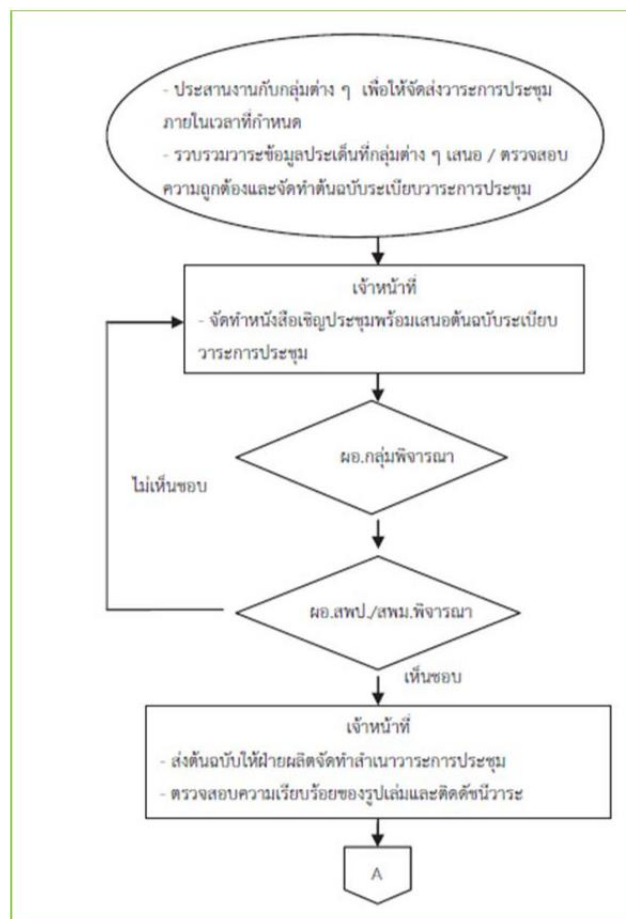 - ประสานงานกับกลุ่มต่าง ๆ เพื่อให้จัดส่งวาระการประชุม
ภายในเวลาที่กำหนด
- รวบรวมวาระข้อมูลประเด็นที่กลุ่มต่าง ๆ เสนอ / ตรวจสอบ
ความถูกต้องและจัดทำต้นฉบับระเบียบวาระการประชุม
เจ้าหน้าที่
- จัดทำหนังสือเชิญประชุมพร้อมเสนอต้นฉบับระเบียบ
วาระการประชุม
ผอ.กลุ่มพิจารณา
ไม่เห็นชอบ
ผอ.สพป./สพม.พิจารณา
เห็นชอบ
เจ้าหน้าที่
- ส่งต้นฉบับให้ฝ่ายผลิตจัดทำสำเนาวาระการประชุม
- ตรวจสอบความเรียบร้อยของรูปเล่มและติดดัชนีวาระ
A